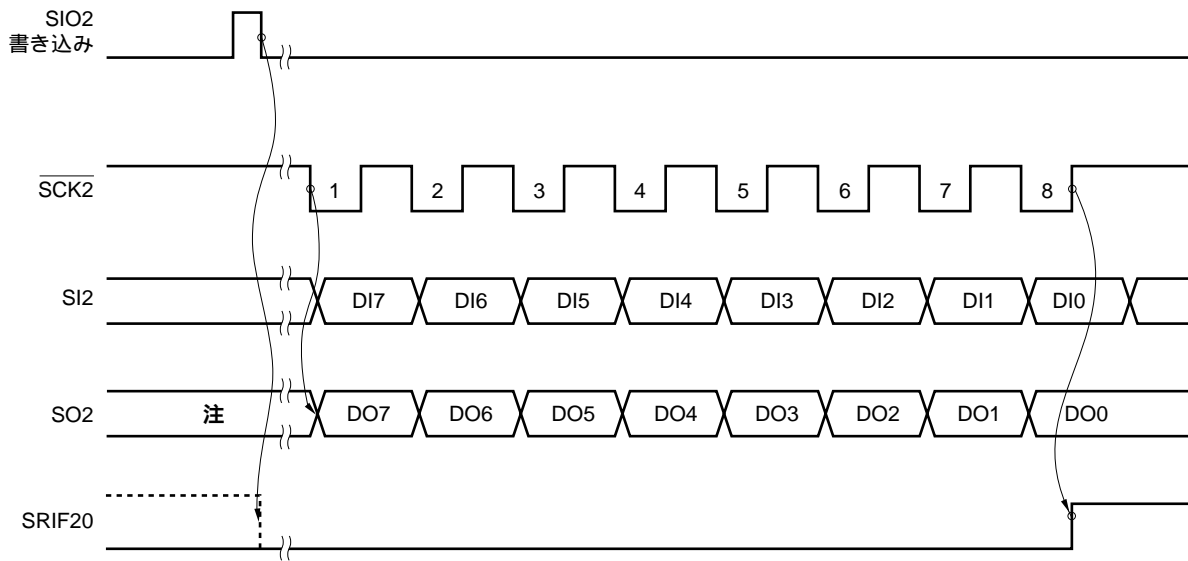 SIO2
書き込み
SCK2
1 2 3 4 5 6 7 8
SI2
DI7 DI6 DI5 DI4 DI3 DI2 DI1 DI0
SO2
注 DO7 DO6 DO5 DO4 DO3 DO2 DO1 DO0
SRIF20